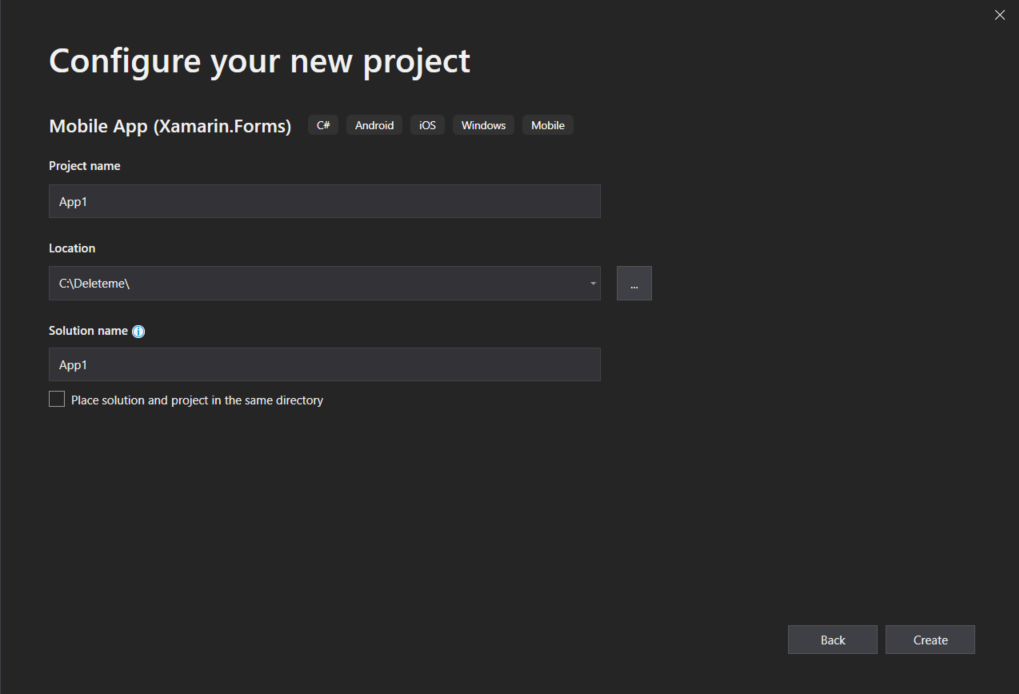 Configure your new project
Mobile App (Xamarin.Forms) C# Android iOS Windows Mobile
Project name
App1
Location
C:\Deleteme\
...
Solution name
App1
Place solution and project in the same directory
Back Create